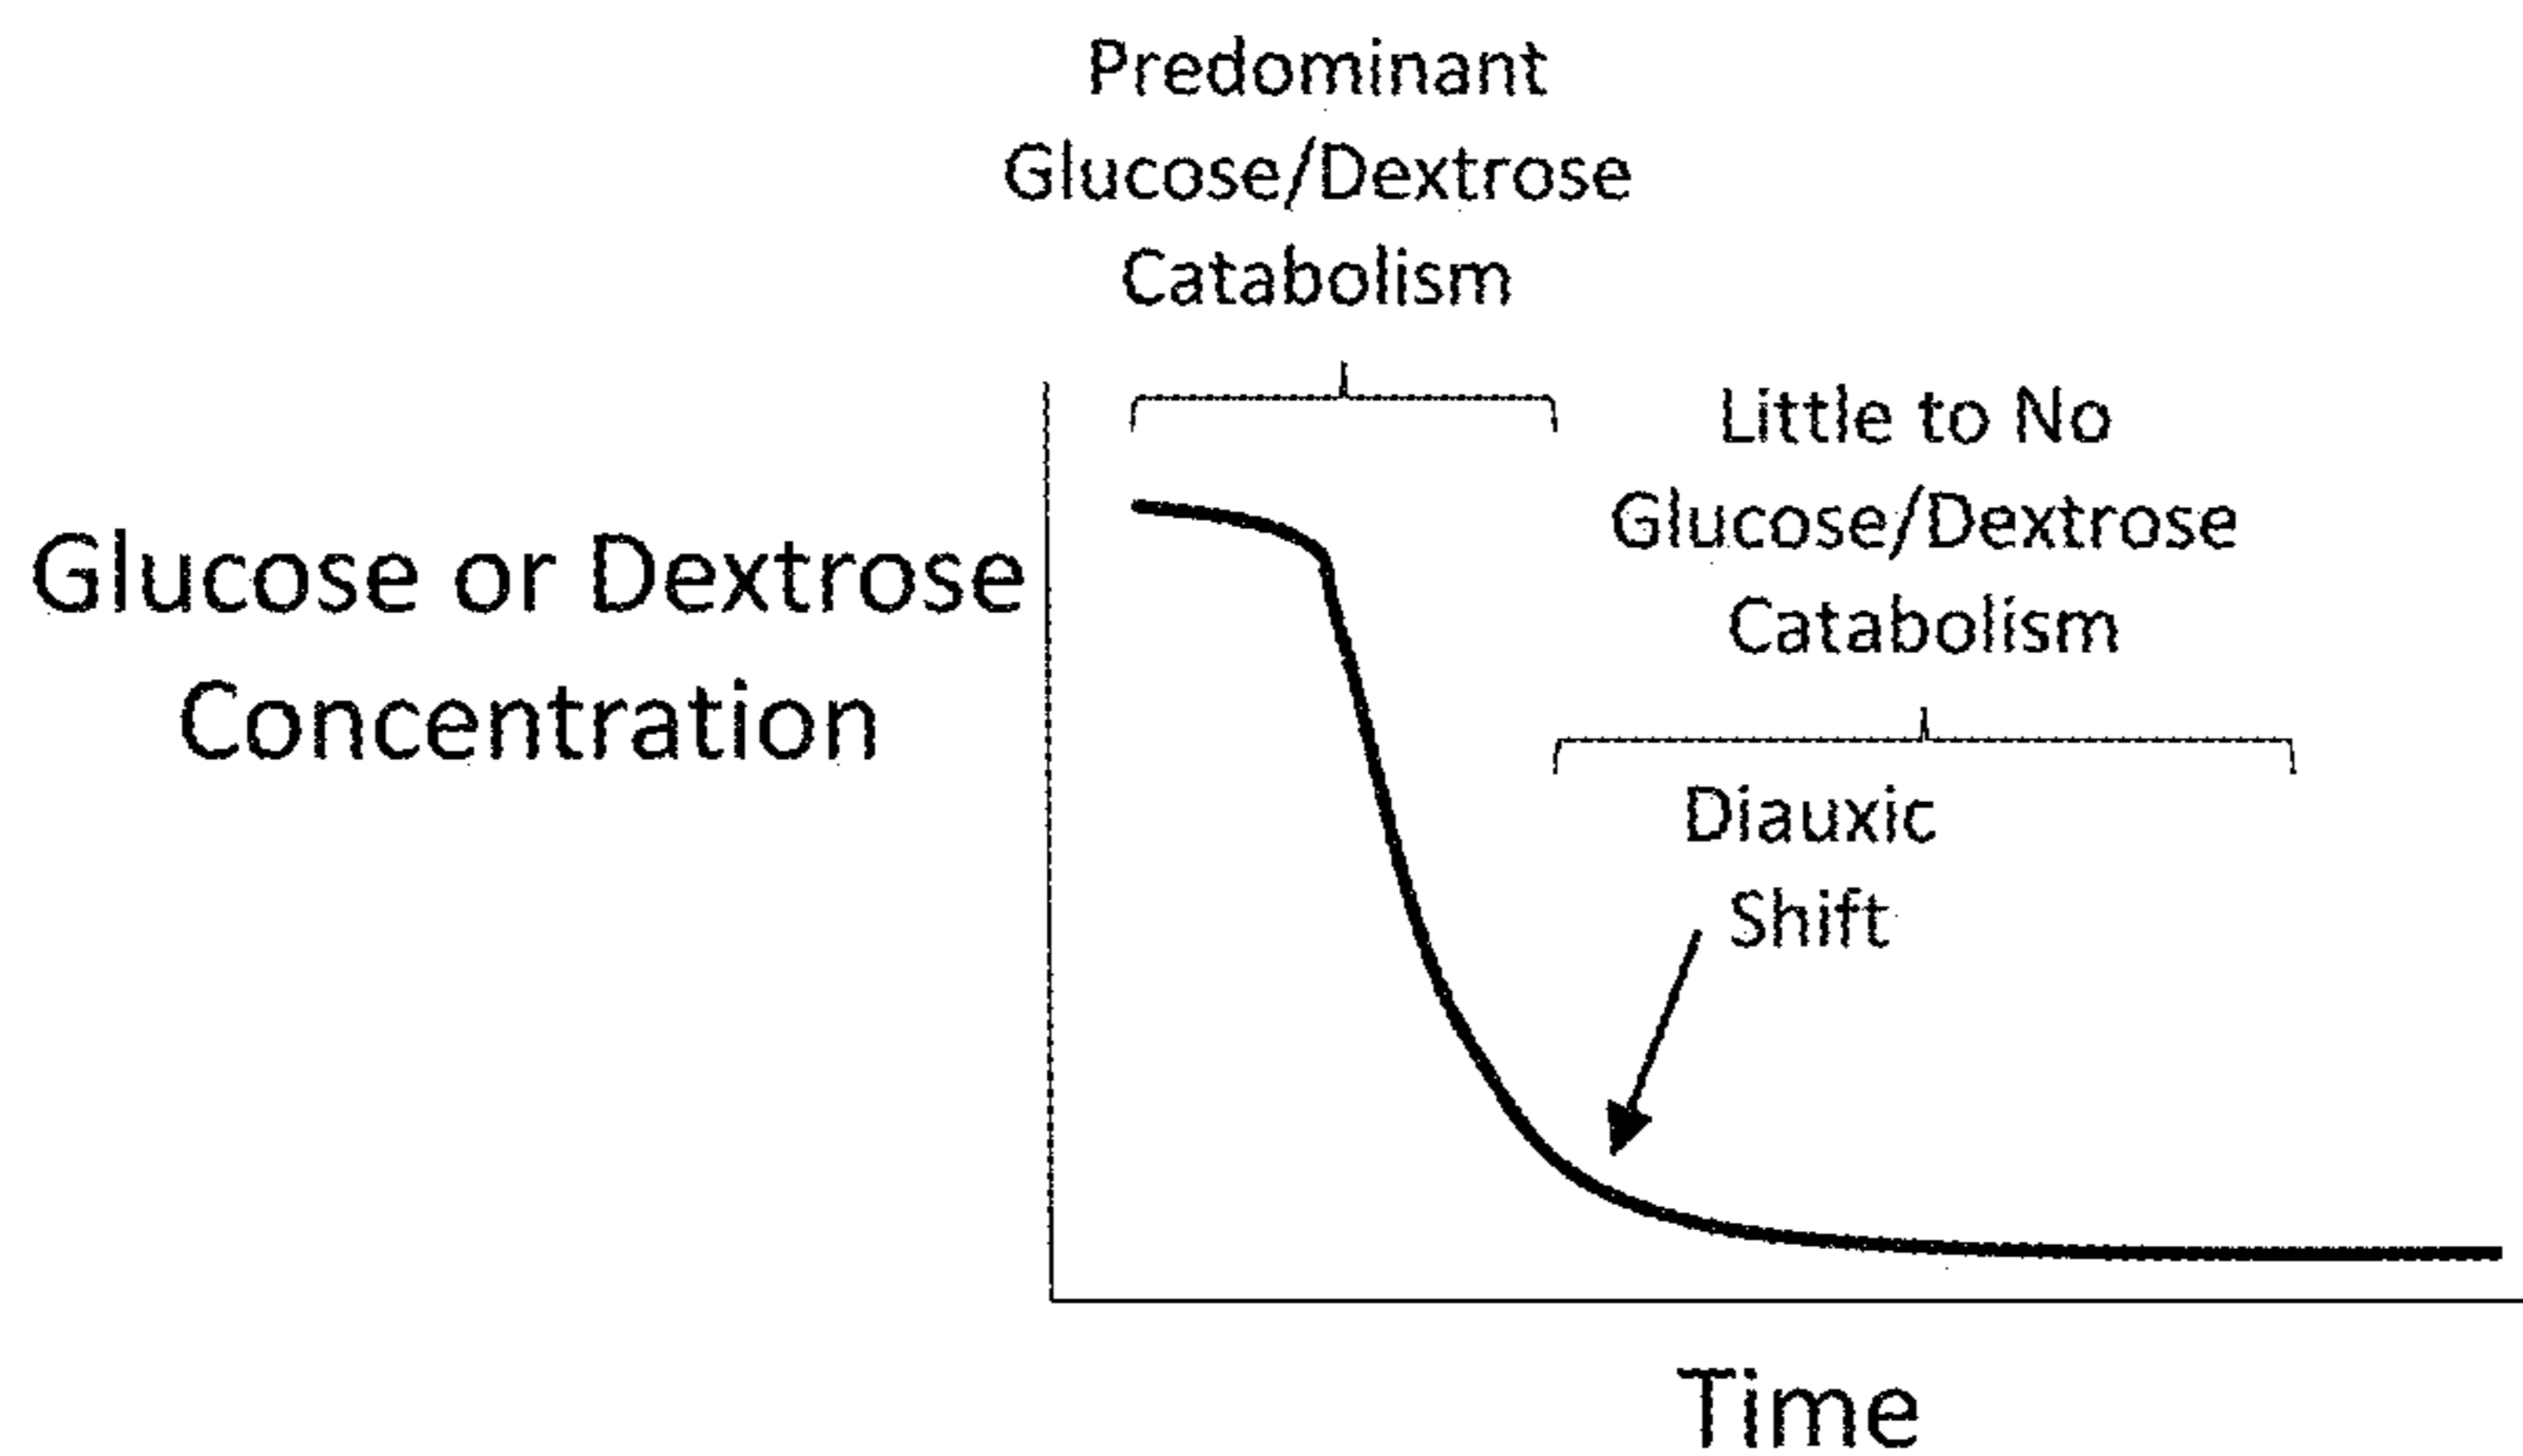 Predominant
Glucose/Dextrose
Catabolism
Little to No
Glucose/Dextrose
Catabolism
Glucose or Dextrose
Concentration
Diauxic
Shift
Time